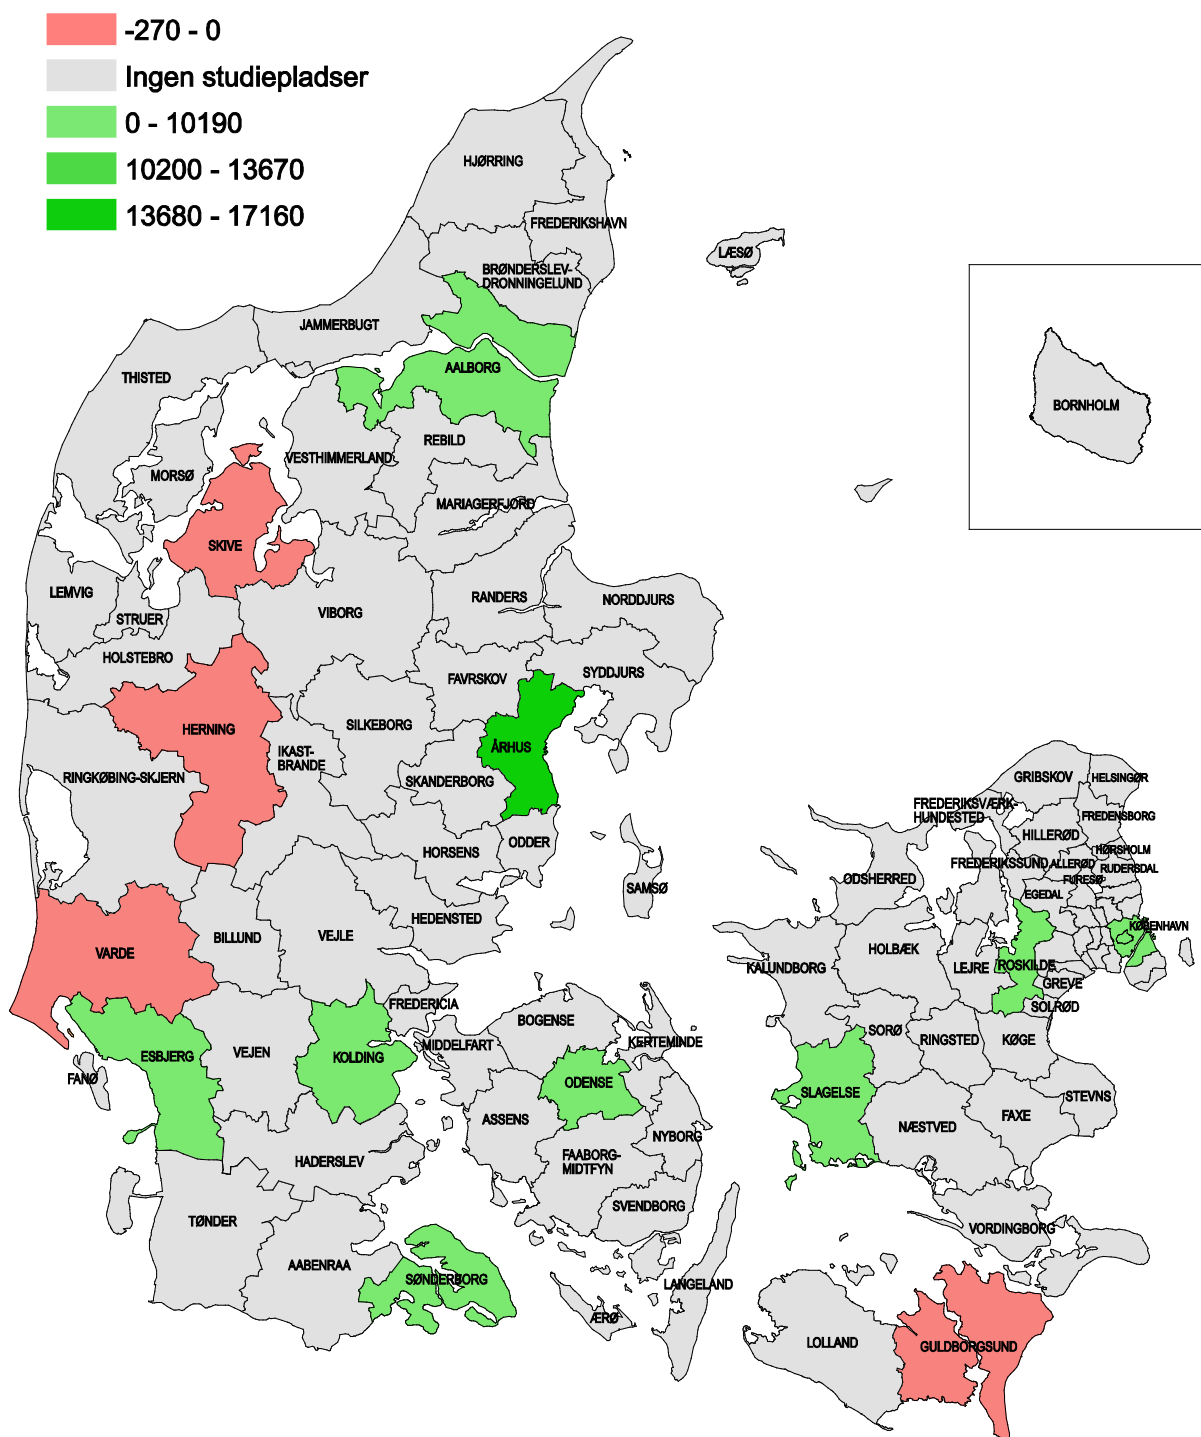 -270 - 0
Ingen studiepladser
0 - 10190
10200 - 13670
13680 - 17160
HJØRRING
FREDERIKSHAVN
LÆSØ
BRØNDERSLEV-
DRONNINGELUND
JAMMERBUGT
THISTED
AALBORG
BORNHOLM
REBILD
VESTHIMMERLAND
MORSØ
MARIAGERFJORD
SKIVE
LEMVIG
RANDERS
NORDDJURS
VIBORG
STRUER
HOLSTEBRO
FAVRSKOV
SYDDJURS
SILKEBORG
HERNING
ÅRHUS
IKAST-
BRANDE
RINGKØBING-SKJERN
SKANDERBORG
GRIBSKOV
HELSINGØR
FREDERIKSVÆRK-
HUNDESTED
FREDENSBORG
HILLERØD
ODDER
HORSENS
HØRSHOLM
FREDERIKSSUND
ALLERØD
RUDERSDAL
ODSHERRED
FURESØ
SAMSØ
EGEDAL
HEDENSTED
KØBENHAVN
BILLUND
VEJLE
VARDE
HOLBÆK
KALUNDBORG
LEJRE
ROSKILDE
GREVE
FREDERICIA
SOLRØD
BOGENSE
SORØ
RINGSTED
KØGE
KERTEMINDE
MIDDELFART
VEJEN
ESBJERG
KOLDING
FANØ
ODENSE
SLAGELSE
STEVNS
ASSENS
FAXE
NÆSTVED
NYBORG
FAABORG-
MIDTFYN
HADERSLEV
SVENDBORG
TØNDER
VORDINGBORG
AABENRAA
SØNDERBORG
LANGELAND
ÆRØ
LOLLAND
GULDBORGSUND